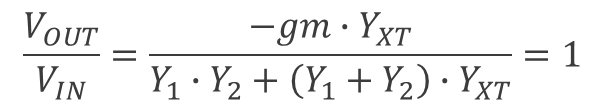 V_OUT / V_IN = −gm · Y_XT / (Y_1 · Y_2 + (Y_1 + Y_2) · Y_XT) = 1